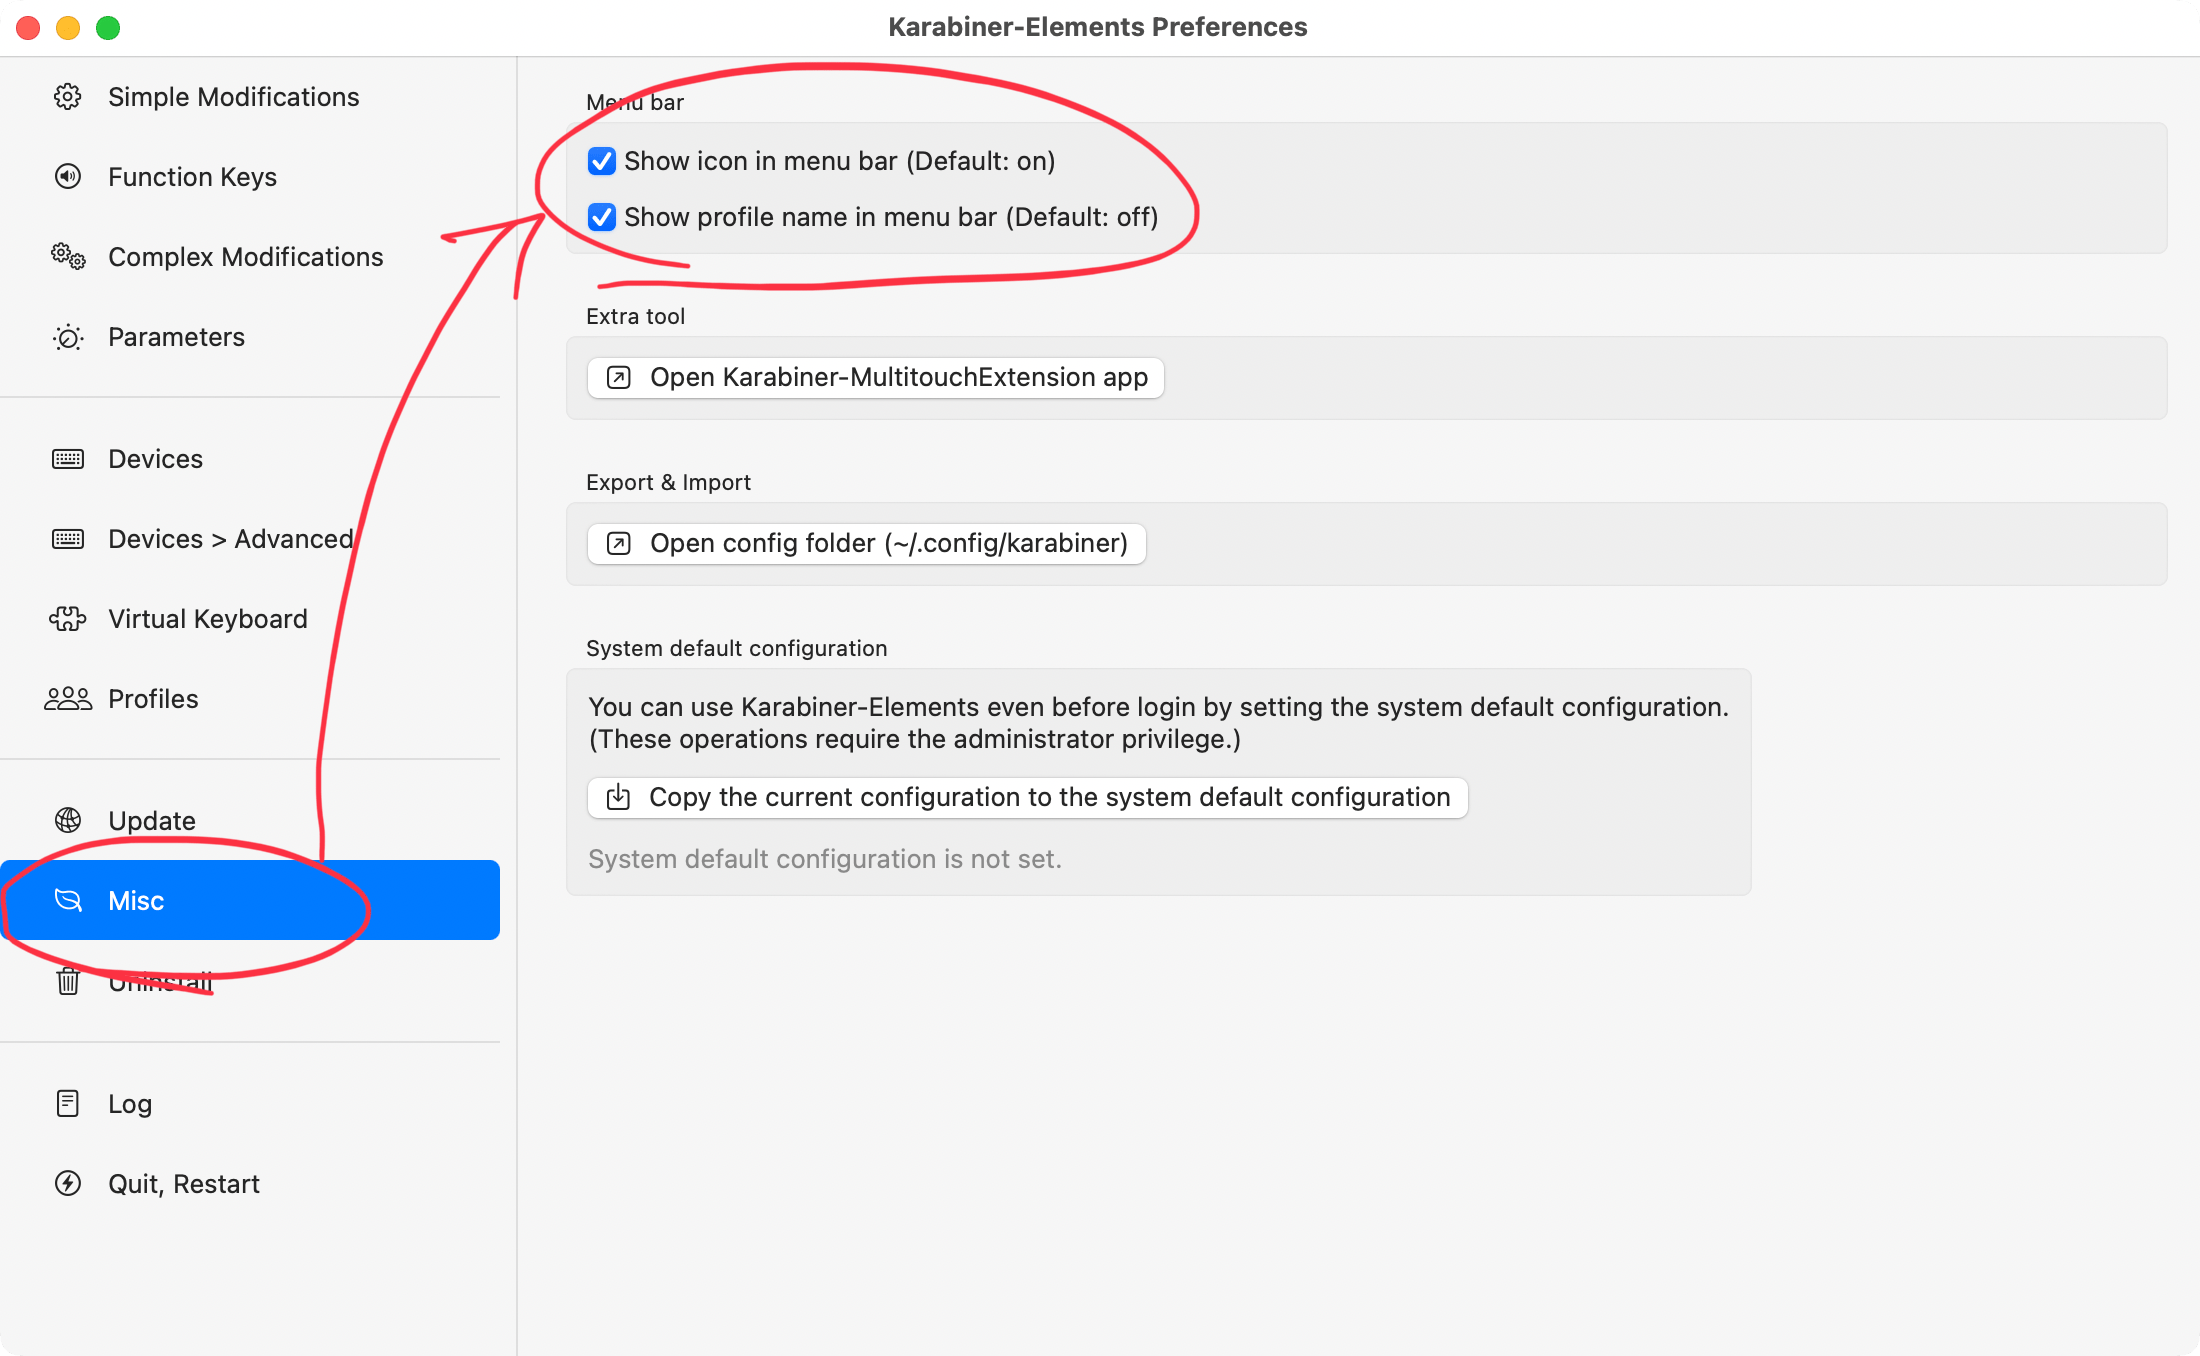 Karabiner-Elements Preferences
Simple Modifications
Function Keys
Complex Modifications
Parameters
Devices
Devices > Advanced
Virtual Keyboard
Profiles
Update
Misc
Uninstall
Log
Quit, Restart
Menu bar
Show icon in menu bar (Default: on)
Show profile name in menu bar (Default: off)
Extra tool
Open Karabiner-MultitouchExtension app
Export & Import
Open config folder (~/.config/karabiner)
System default configuration
You can use Karabiner-Elements even before login by setting the system default configuration.
(These operations require the administrator privilege.)
Copy the current configuration to the system default configuration
System default configuration is not set.